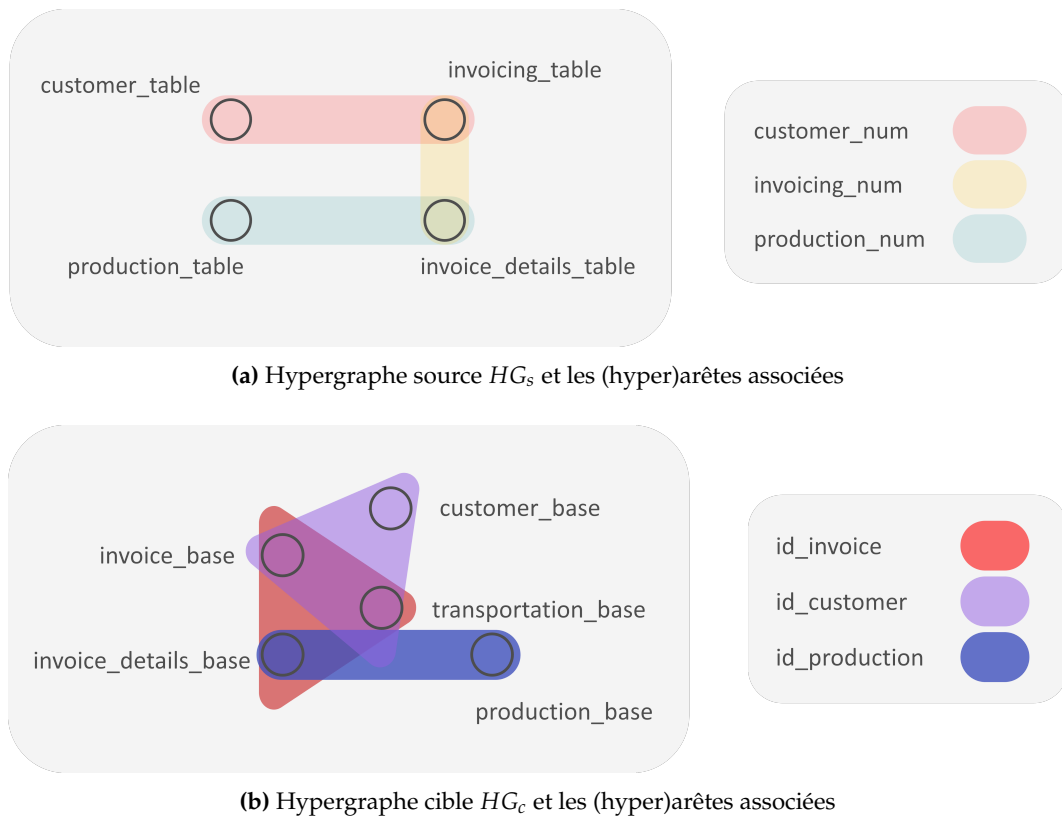 customer_table
invoicing_table
production_table
invoice_details_table
customer_num
invoicing_num
production_num
(a) Hypergraphe source HGs et les (hyper)arêtes associées
customer_base
invoice_base
transportation_base
invoice_details_base
production_base
id_invoice
id_customer
id_production
(b) Hypergraphe cible HGc et les (hyper)arêtes associées